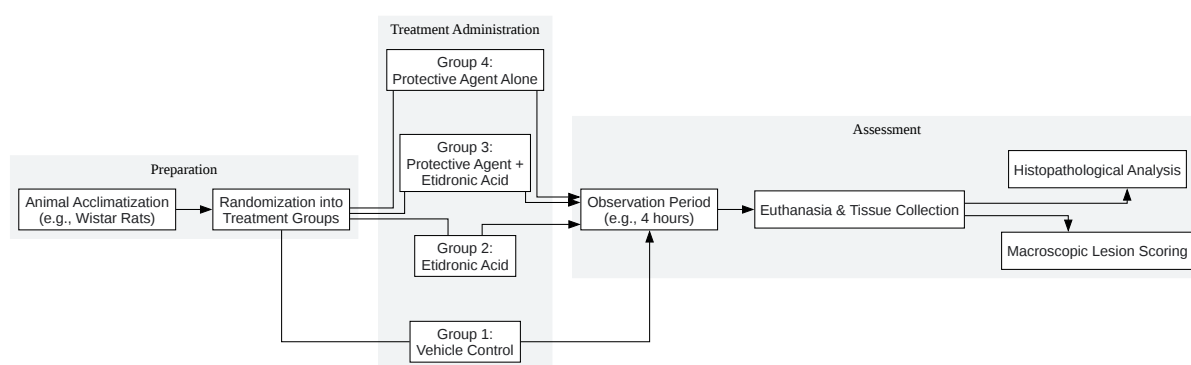 Treatment Administration
Group 4:
Protective Agent Alone
Group 3:
Protective Agent +
Etidronic Acid
Group 2:
Etidronic Acid
Group 1:
Vehicle Control
Preparation
Animal Acclimatization
(e.g., Wistar Rats)
Randomization into
Treatment Groups
Assessment
Observation Period
(e.g., 4 hours)
Euthanasia & Tissue Collection
Histopathological Analysis
Macroscopic Lesion Scoring